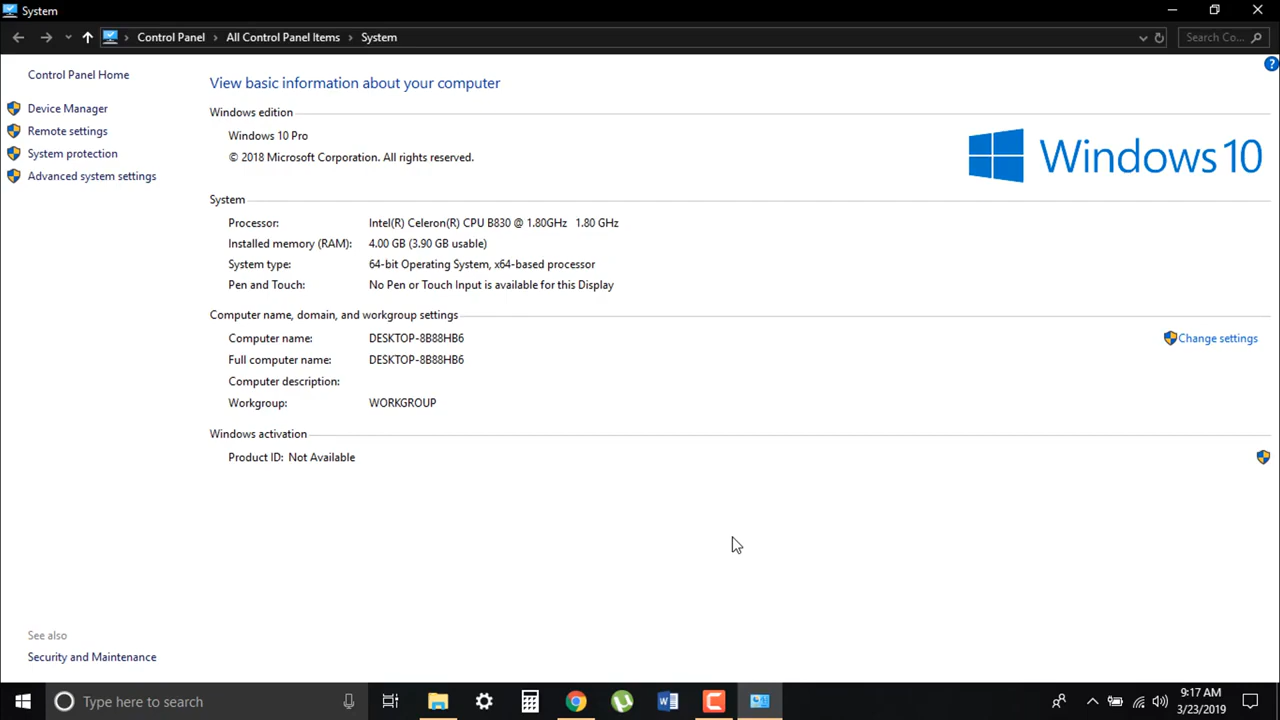 System
Control Panel > All Control Panel Items > System
Search Co...
Control Panel Home
Device Manager
Remote settings
System protection
Advanced system settings
View basic information about your computer
Windows edition
Windows 10 Pro
© 2018 Microsoft Corporation. All rights reserved.
Windows 10
System
Processor: Intel(R) Celeron(R) CPU B830 @ 1.80GHz 1.80 GHz
Installed memory (RAM): 4.00 GB (3.90 GB usable)
System type: 64-bit Operating System, x64-based processor
Pen and Touch: No Pen or Touch Input is available for this Display
Computer name, domain, and workgroup settings
Computer name: DESKTOP-8B88HB6
Change settings
Full computer name: DESKTOP-8B88HB6
Computer description:
Workgroup: WORKGROUP
Windows activation
Product ID: Not Available
See also
Security and Maintenance
Type here to search
9:17 AM
3/23/2019